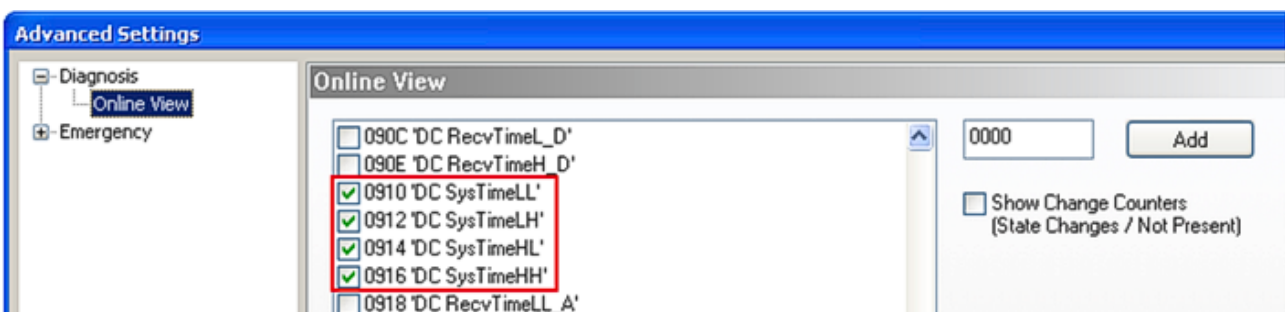 Advanced Settings
Diagnosis
Online View
Emergency
Online View
090C 'DC RecvTimeL_D'
090E 'DC RecvTimeH_D'
0910 'DC SysTimeLL'
0912 'DC SysTimeLH'
0914 'DC SysTimeHL'
0916 'DC SysTimeHH'
0918 'DC RecvTimeLL_A'
0000
Add
Show Change Counters
(State Changes / Not Present)